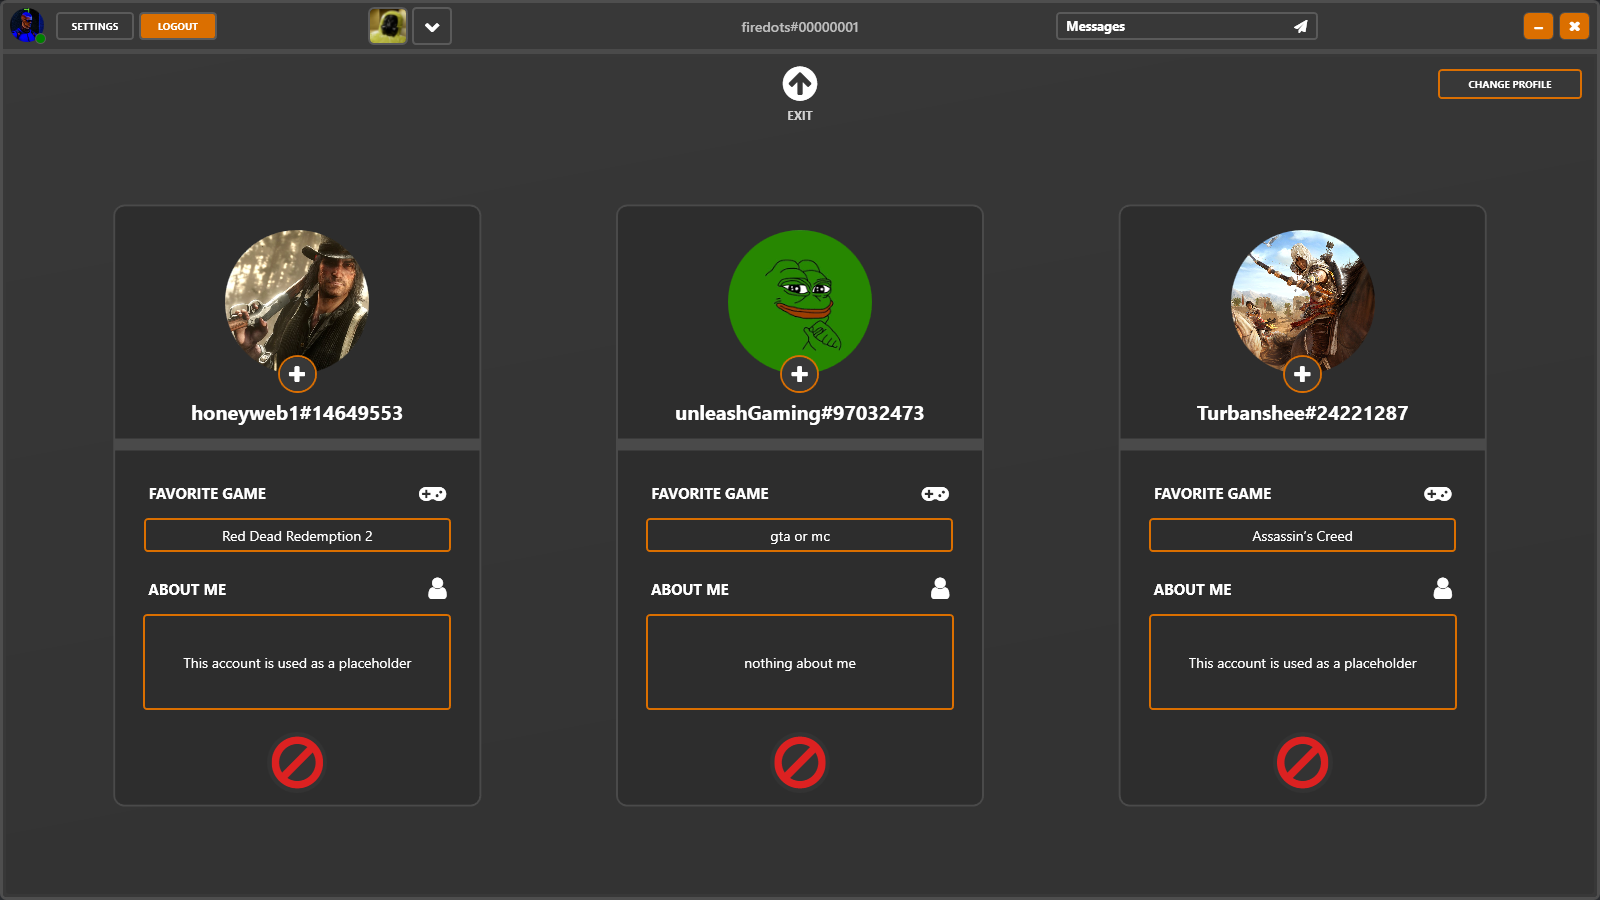 SETTINGS
LOGOUT
firedots#00000001
Messages
EXIT
CHANGE PROFILE
honeyweb1#14649553
FAVORITE GAME
Red Dead Redemption 2
ABOUT ME
This account is used as a placeholder
unleashGaming#97032473
FAVORITE GAME
gta or mc
ABOUT ME
nothing about me
Turbanshee#24221287
FAVORITE GAME
Assassin's Creed
ABOUT ME
This account is used as a placeholder